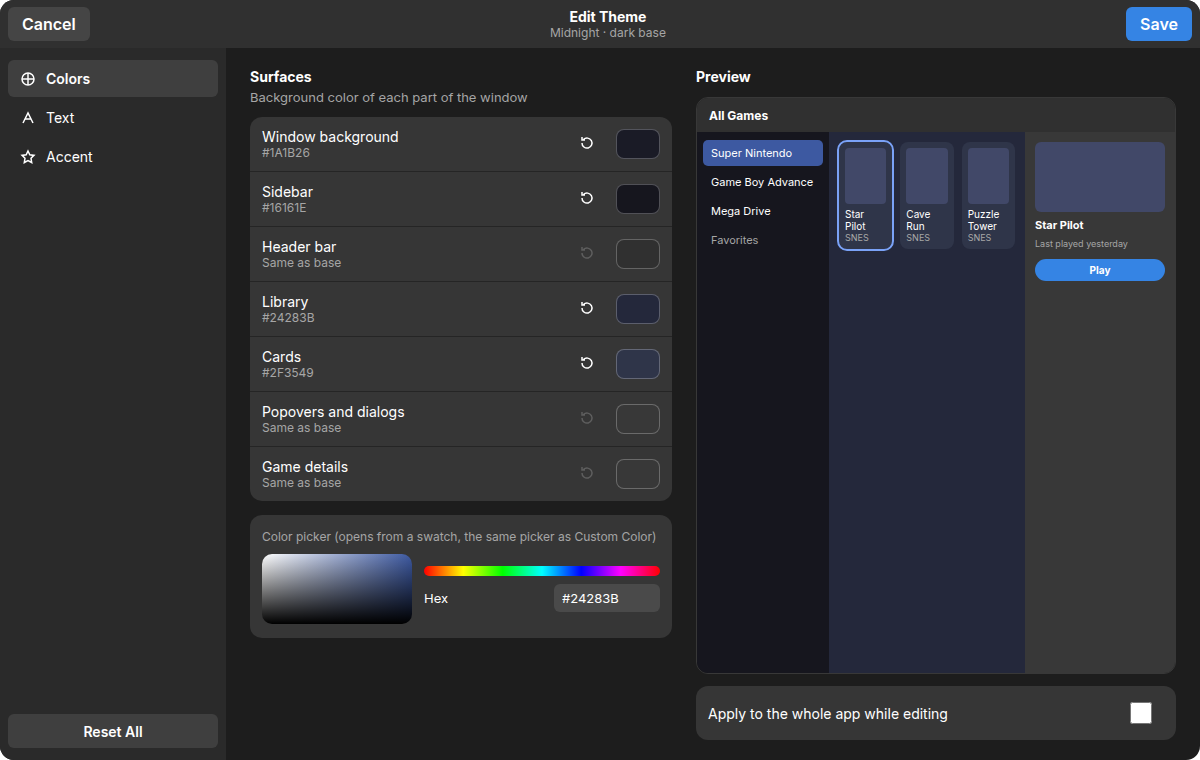 Cancel
Edit Theme
Midnight · dark base
Save
Colors
Text
Accent
Reset All
Surfaces
Background color of each part of the window
Window background
#1A1B26
Sidebar
#16161E
Header bar
Same as base
Library
#24283B
Cards
#2F3549
Popovers and dialogs
Same as base
Game details
Same as base
Color picker (opens from a swatch, the same picker as Custom Color)
Hex
#24283B
Preview
All Games
Super Nintendo
Game Boy Advance
Mega Drive
Favorites
Star
Pilot
SNES
Cave
Run
SNES
Puzzle
Tower
SNES
Star Pilot
Last played yesterday
Play
Apply to the whole app while editing